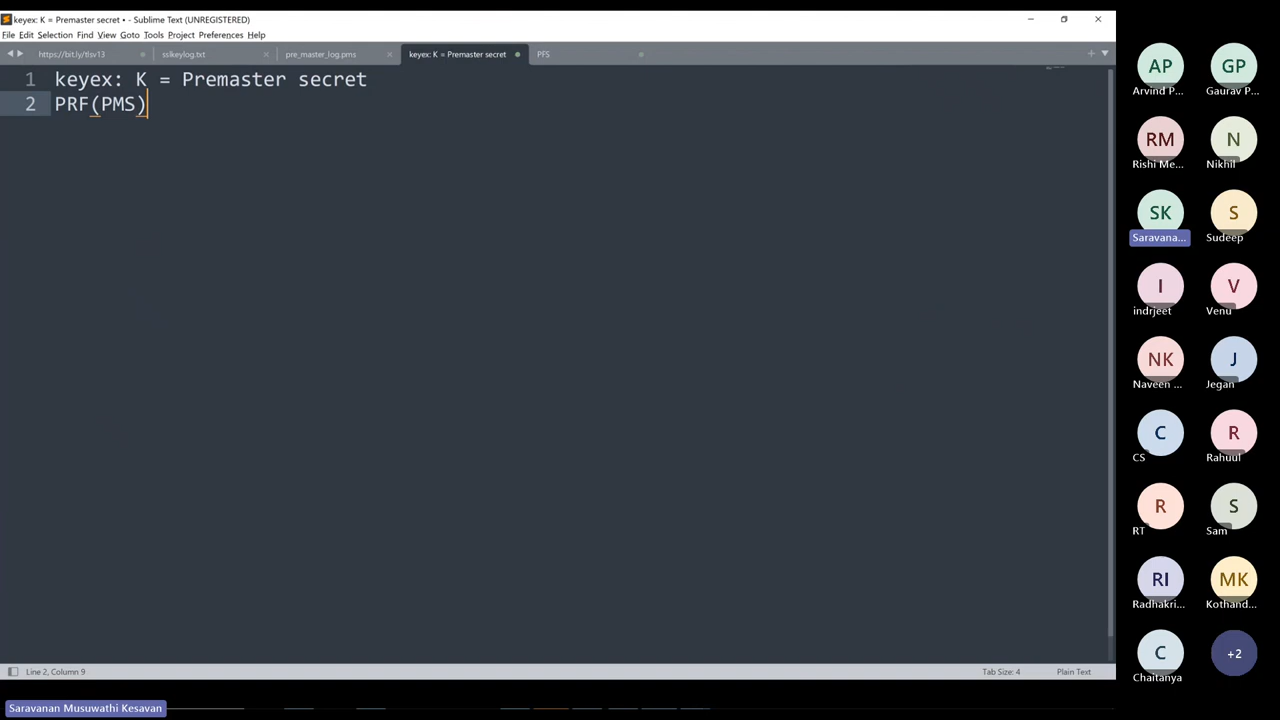 keyex: K = Premaster secret • - Sublime Text (UNREGISTERED)
File Edit Selection Find View Goto Tools Project Preferences Help
https://bit.ly/tlsv13 sslkeylog.txt pre_master_log.pms keyex: K = Premaster secret PFS
1 keyex: K = Premaster secret
2 PRF(PMS)
Line 2, Column 9 Tab Size: 4 Plain Text
Saravanan Musuwathi Kesavan
AP GP
Arvind P... Gaurav P...
RM N
Rishi Me... Nikhil
SK S
Saravana... Sudeep
I V
indrjeet Venu
NK J
Naveen ... Jegan
C R
CS Rahuul
R S
RT Sam
RI MK
Radhakri... Kothand...
C +2
Chaitanya